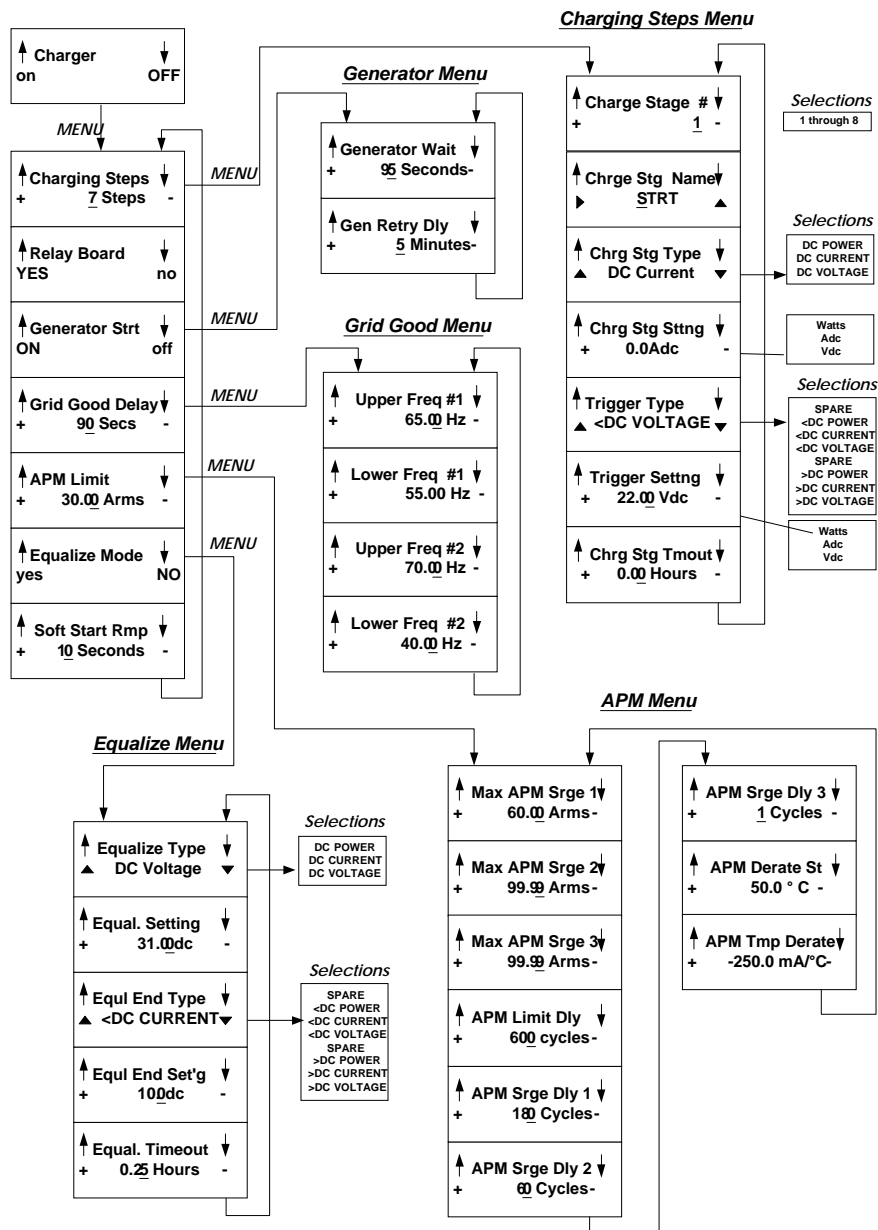 Charging Steps Menu
Charger
on OFF
MENU
Charging Steps
+ 7 Steps -
Relay Board
YES no
Generator Strt
ON off
Grid Good Delay
+ 90 Secs -
APM Limit
+ 30.00 Arms -
Equalize Mode
yes NO
Soft Start Rmp
+ 10 Seconds -
MENU
MENU
MENU
MENU
MENU
Generator Menu
Generator Wait
+ 95 Seconds-
Gen Retry Dly
+ 5 Minutes-
Grid Good Menu
Upper Freq #1
+ 65.00 Hz -
Lower Freq #1
+ 55.00 Hz -
Upper Freq #2
+ 70.00 Hz -
Lower Freq #2
+ 40.00 Hz -
Charge Stage #
+ 1 -
Selections
1 through 8
Chrge Stg Name
STRT
Chrg Stg Type
DC Current
Selections
DC POWER
DC CURRENT
DC VOLTAGE
Chrg Stg Sttng
+ 0.0Adc -
Watts
Adc
Vdc
Trigger Type
<DC VOLTAGE
Selections
SPARE
<DC POWER
<DC CURRENT
<DC VOLTAGE
SPARE
>DC POWER
>DC CURRENT
>DC VOLTAGE
Trigger Settng
+ 22.00 Vdc -
Watts
Adc
Vdc
Chrg Stg Tmout
+ 0.00 Hours -
Equalize Menu
Equalize Type
DC Voltage
Selections
DC POWER
DC CURRENT
DC VOLTAGE
Equal. Setting
+ 31.00dc -
Equl End Type
<DC CURRENT
Selections
SPARE
<DC POWER
<DC CURRENT
<DC VOLTAGE
SPARE
>DC POWER
>DC CURRENT
>DC VOLTAGE
Equl End Set'g
+ 100dc -
Equal. Timeout
+ 0.25 Hours -
APM Menu
Max APM Srge 1
+ 60.00 Arms-
Max APM Srge 2
+ 99.99 Arms-
Max APM Srge 3
+ 99.99 Arms-
APM Limit Dly
+ 600 cycles-
APM Srge Dly 1
+ 180 Cycles-
APM Srge Dly 2
+ 60 Cycles-
APM Srge Dly 3
+ 1 Cycles -
APM Derate St
+ 50.0 ° C -
APM Tmp Derate
+ -250.0 mA/°C-